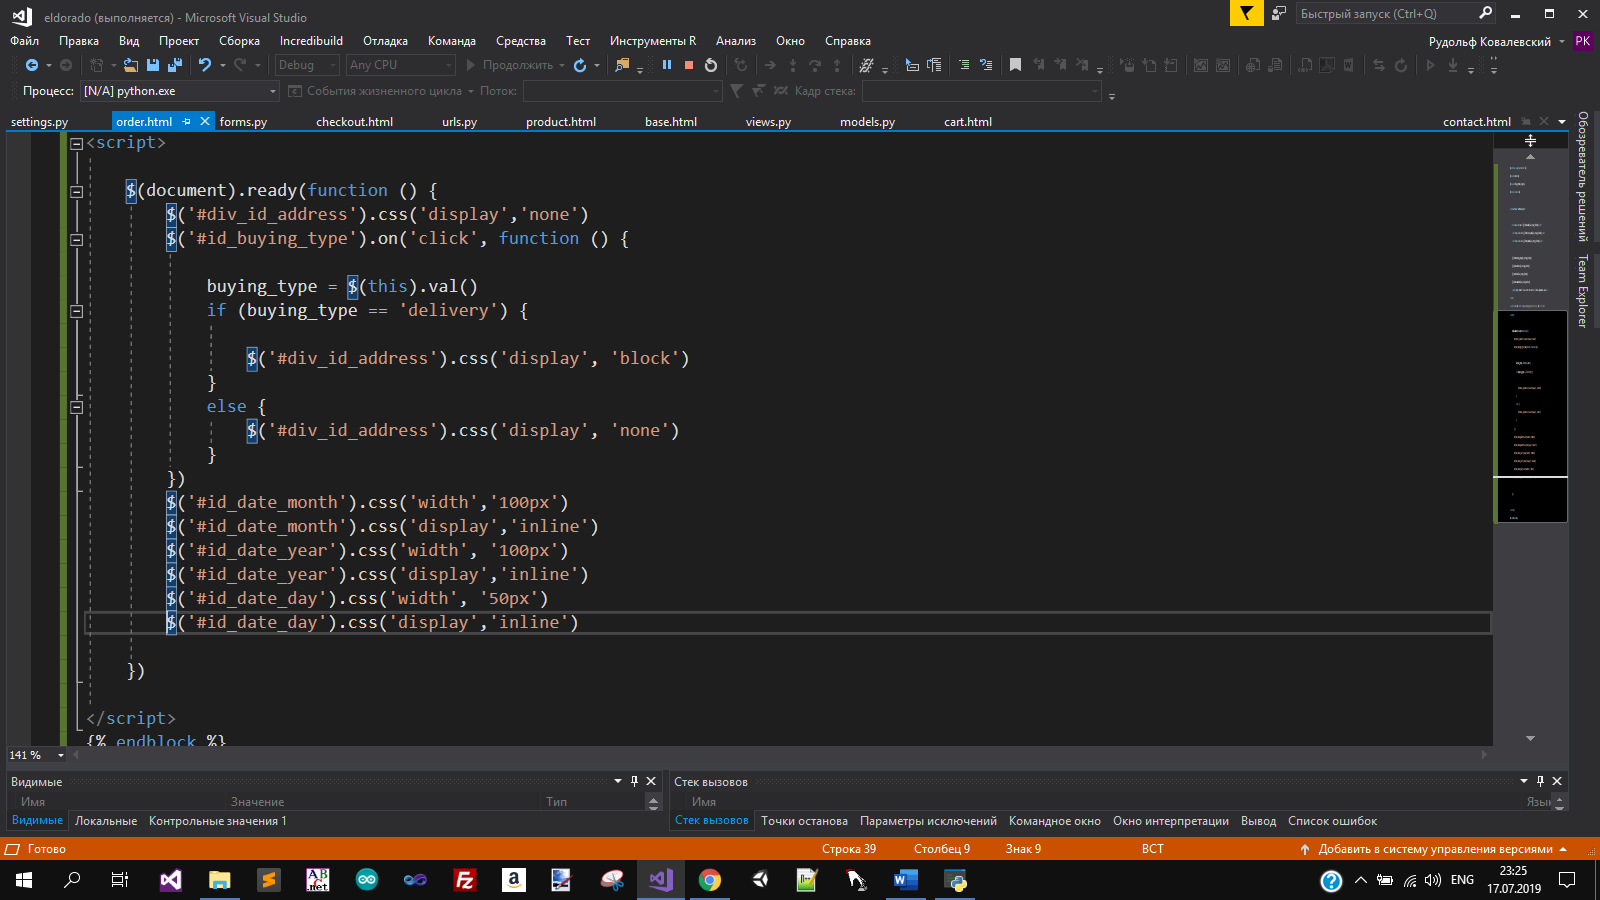 eldorado (выполняется) - Microsoft Visual Studio
Быстрый запуск (Ctrl+Q)
Файл Правка Вид Проект Сборка Incredibuild Отладка Команда Средства Тест Инструменты R Анализ Окно Справка
Рудольф Ковалевский РК
Debug Any CPU Продолжить
Процесс: [N/A] python.exe События жизненного цикла Поток: Кадр стека:
settings.py order.html forms.py checkout.html urls.py product.html base.html views.py models.py cart.html contact.html
<script>
$(document).ready(function () {
$('#div_id_address').css('display','none')
$('#id_buying_type').on('click', function () {
buying_type = $(this).val()
if (buying_type == 'delivery') {
$('#div_id_address').css('display', 'block')
}
else {
$('#div_id_address').css('display', 'none')
}
})
$('#id_date_month').css('width','100px')
$('#id_date_month').css('display','inline')
$('#id_date_year').css('width', '100px')
$('#id_date_year').css('display','inline')
$('#id_date_day').css('width', '50px')
$('#id_date_day').css('display','inline')
})
</script>
{% endblock %}
Обозреватель решений
Team Explorer
141 %
Видимые
Имя Значение Тип
Видимые Локальные Контрольные значения 1
Стек вызовов
Имя
Стек вызовов Точки останова Параметры исключений Командное окно Окно интерпретации Вывод Список ошибок
Готово Строка 39 Столбец 9 Знак 9 ВСТ Добавить в систему управления версиями
ENG
23:25
17.07.2019